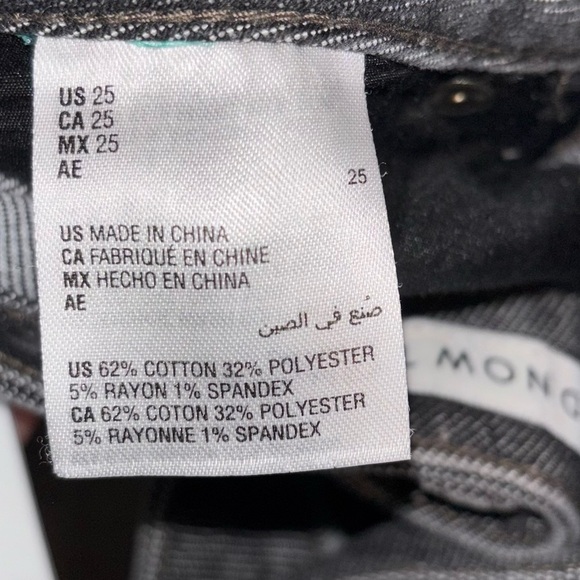 US 25
CA 25
MX 25
AE
25
US MADE IN CHINA
CA FABRIQUÉ EN CHINE
MX HECHO EN CHINA
AE
صُنع في الصين
US 62% COTTON 32% POLYESTER
5% RAYON 1% SPANDEX
CA 62% COTON 32% POLYESTER
5% RAYONNE 1% SPANDEX